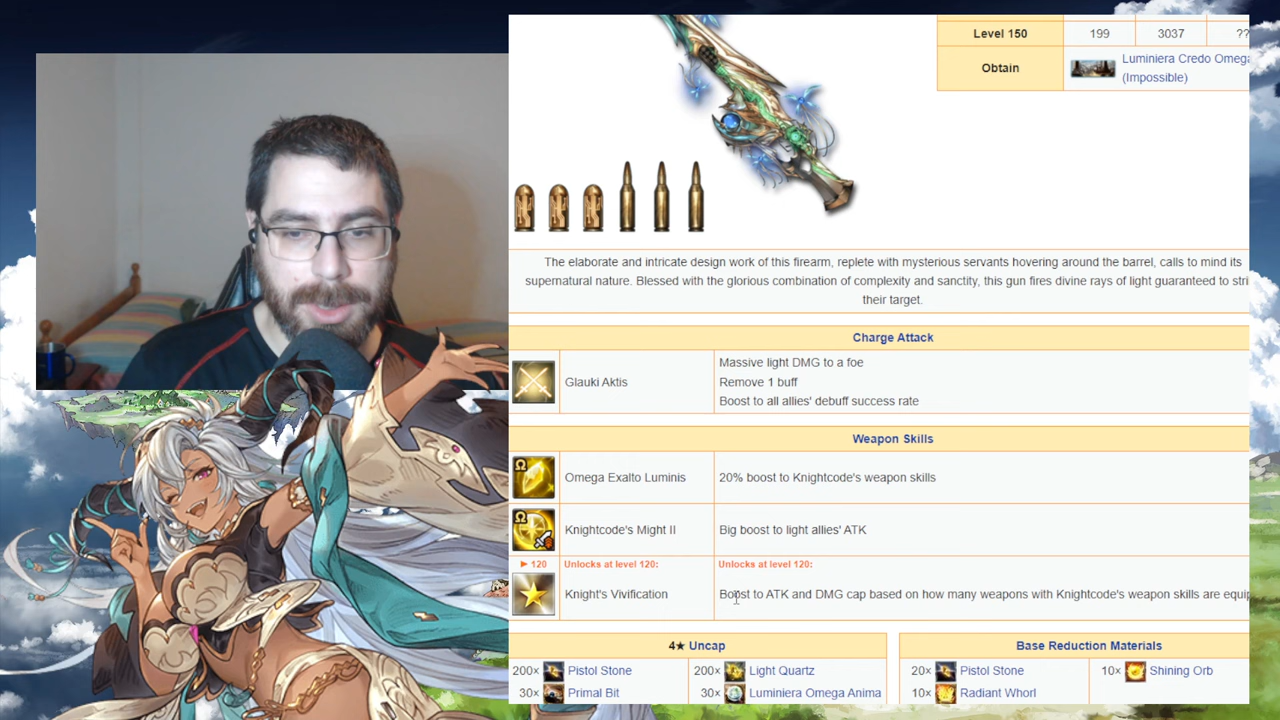 Level 150 199 3037 ??
Obtain Luminiera Credo Omega
(Impossible)
The elaborate and intricate design work of this firearm, replete with mysterious servants hovering around the barrel, calls to mind its
supernatural nature. Blessed with the glorious combination of complexity and sanctity, this gun fires divine rays of light guaranteed to stri
their target.
Charge Attack
Glauki Aktis
Massive light DMG to a foe
Remove 1 buff
Boost to all allies' debuff success rate
Weapon Skills
Ω
Omega Exalto Luminis 20% boost to Knightcode's weapon skills
Ω
Knightcode's Might II Big boost to light allies' ATK
►120 Unlocks at level 120: Unlocks at level 120:
Knight's Vivification Boost to ATK and DMG cap based on how many weapons with Knightcode's weapon skills are equip
4★ Uncap Base Reduction Materials
200x Pistol Stone 200x Light Quartz 20x Pistol Stone 10x Shining Orb
30x Primal Bit 30x Luminiera Omega Anima 10x Radiant Whorl